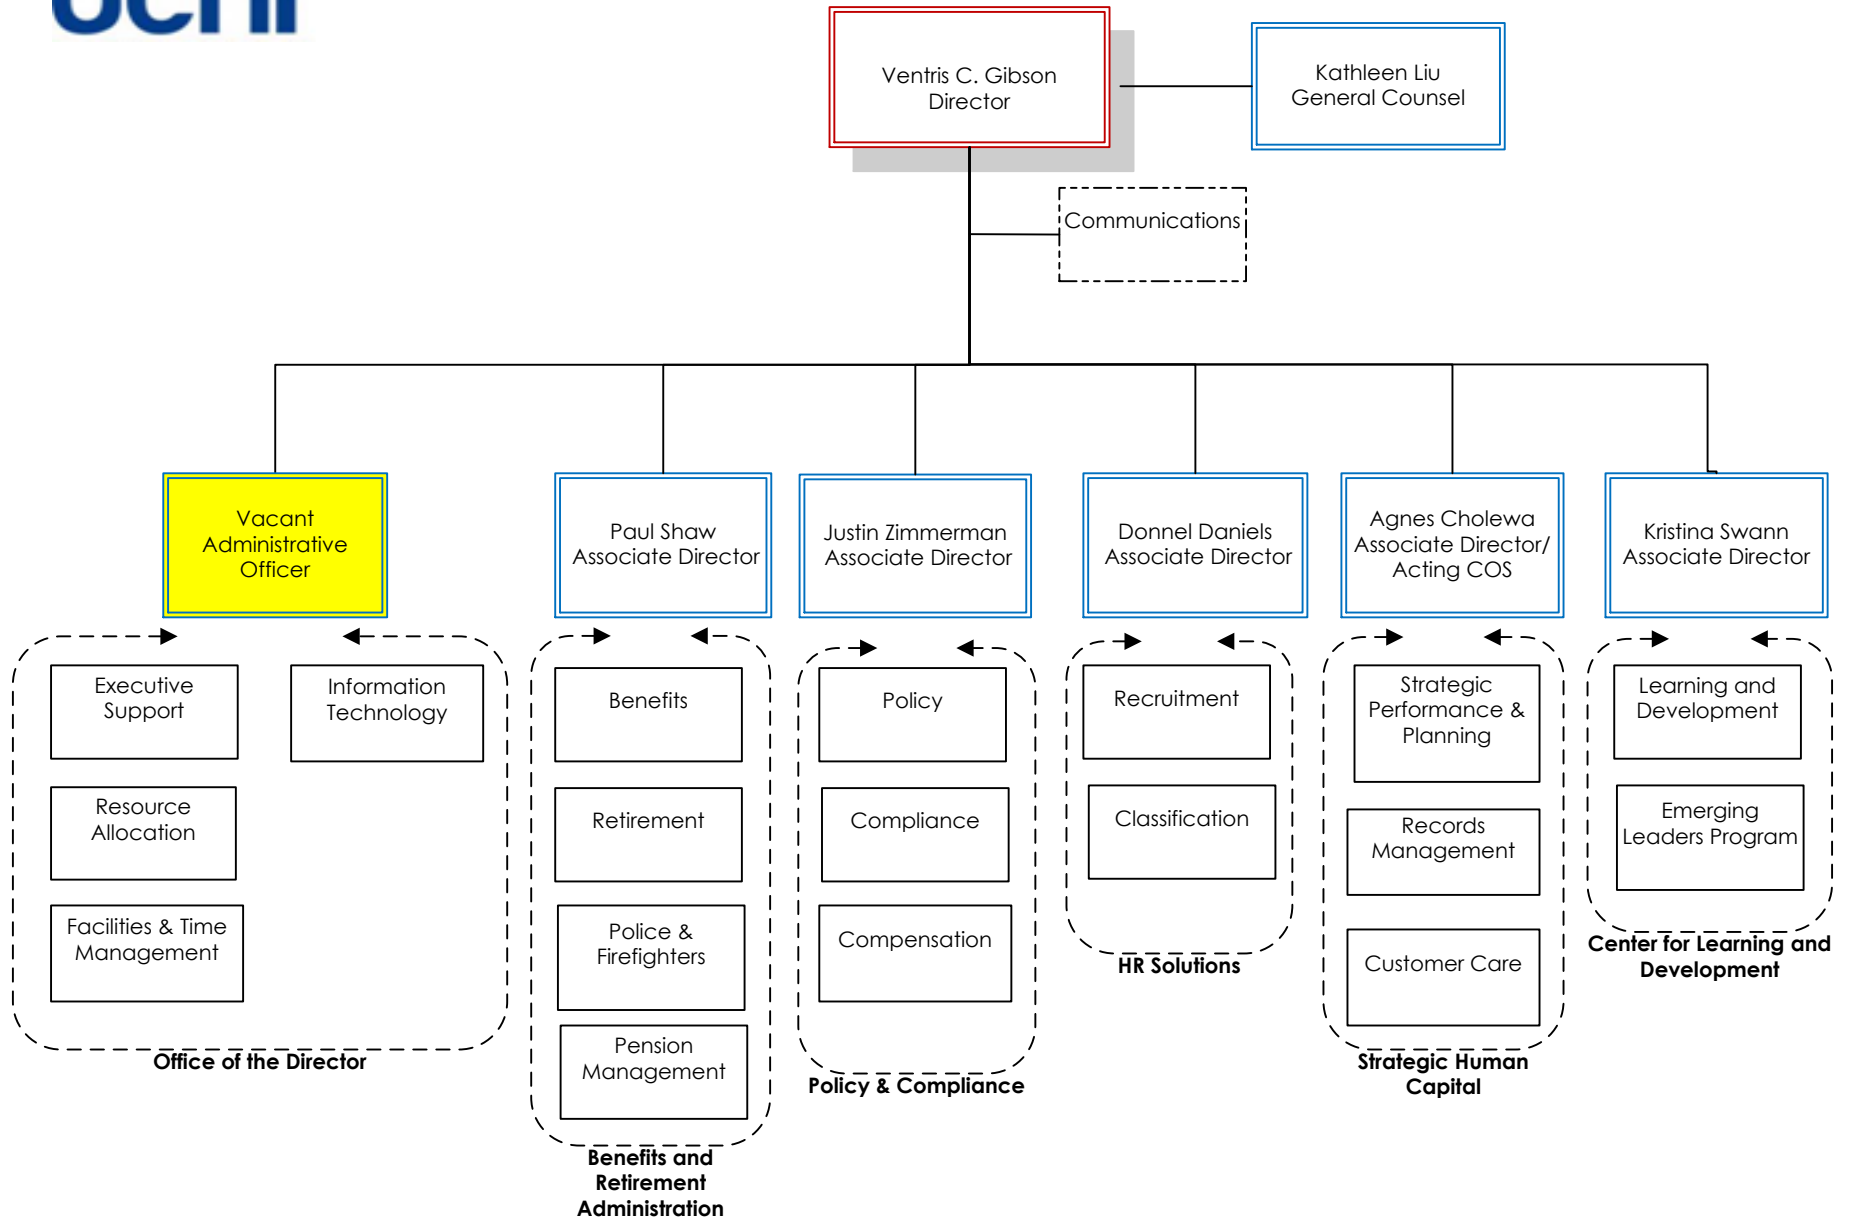 Ventris C. Gibson
Director
Kathleen Liu
General Counsel
Communications
Vacant
Administrative
Officer
Paul Shaw
Associate Director
Justin Zimmerman
Associate Director
Donnel Daniels
Associate Director
Agnes Cholewa
Associate Director/
Acting COS
Kristina Swann
Associate Director
Executive
Support
Information
Technology
Resource
Allocation
Facilities & Time
Management
Office of the Director
Benefits
Retirement
Police &
Firefighters
Pension
Management
Benefits and
Retirement
Administration
Policy
Compliance
Compensation
Policy & Compliance
Recruitment
Classification
HR Solutions
Strategic
Performance &
Planning
Records
Management
Customer Care
Strategic Human
Capital
Learning and
Development
Emerging
Leaders Program
Center for Learning and
Development